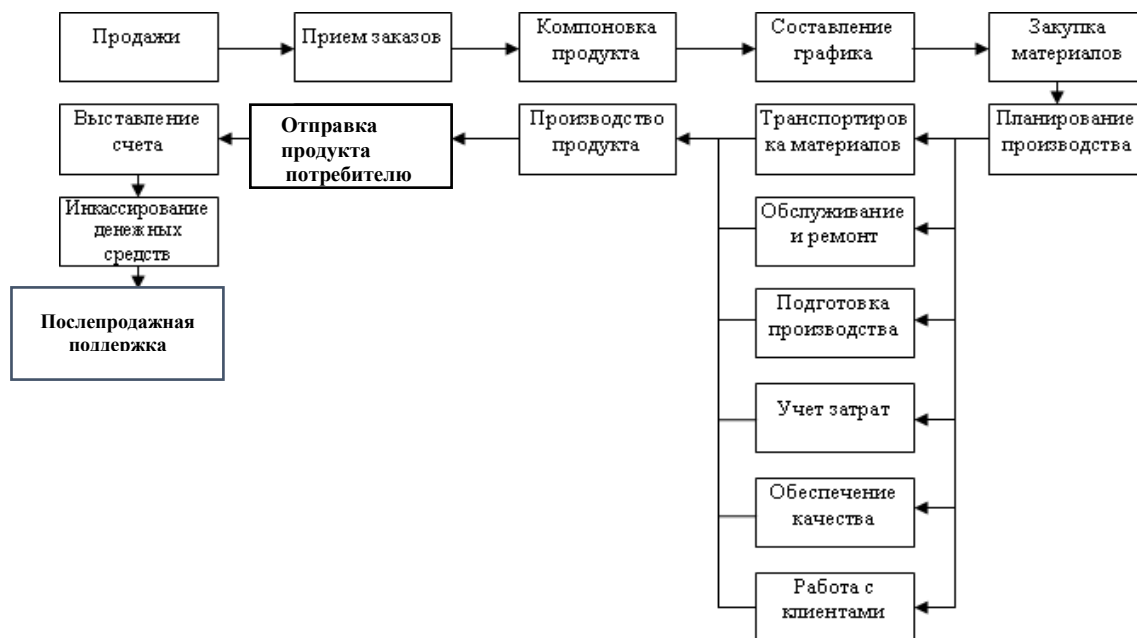 Продажи
Прием заказов
Компоновка
продукта
Составление
графика
Закупка
материалов
Выставление
счета
Отправка
продукта
потребителю
Производство
продукта
Транспортиров
ка материалов
Планирование
производства
Инкассирование
денежных
средств
Обслуживание
и ремонт
Послепродажная
поддержка
Подготовка
производства
Учет затрат
Обеспечение
качества
Работа с
клиентами